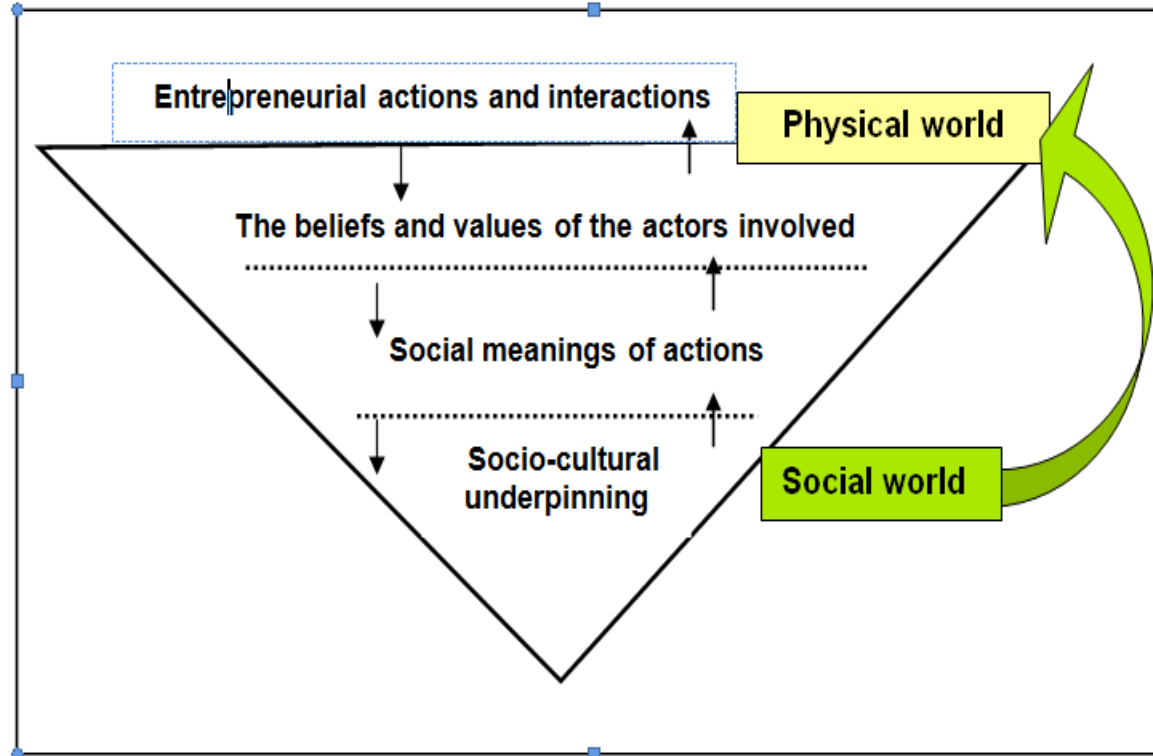 Entrepreneurial actions and interactions
Physical world
The beliefs and values of the actors involved
Social meanings of actions
Socio-cultural
underpinning
Social world